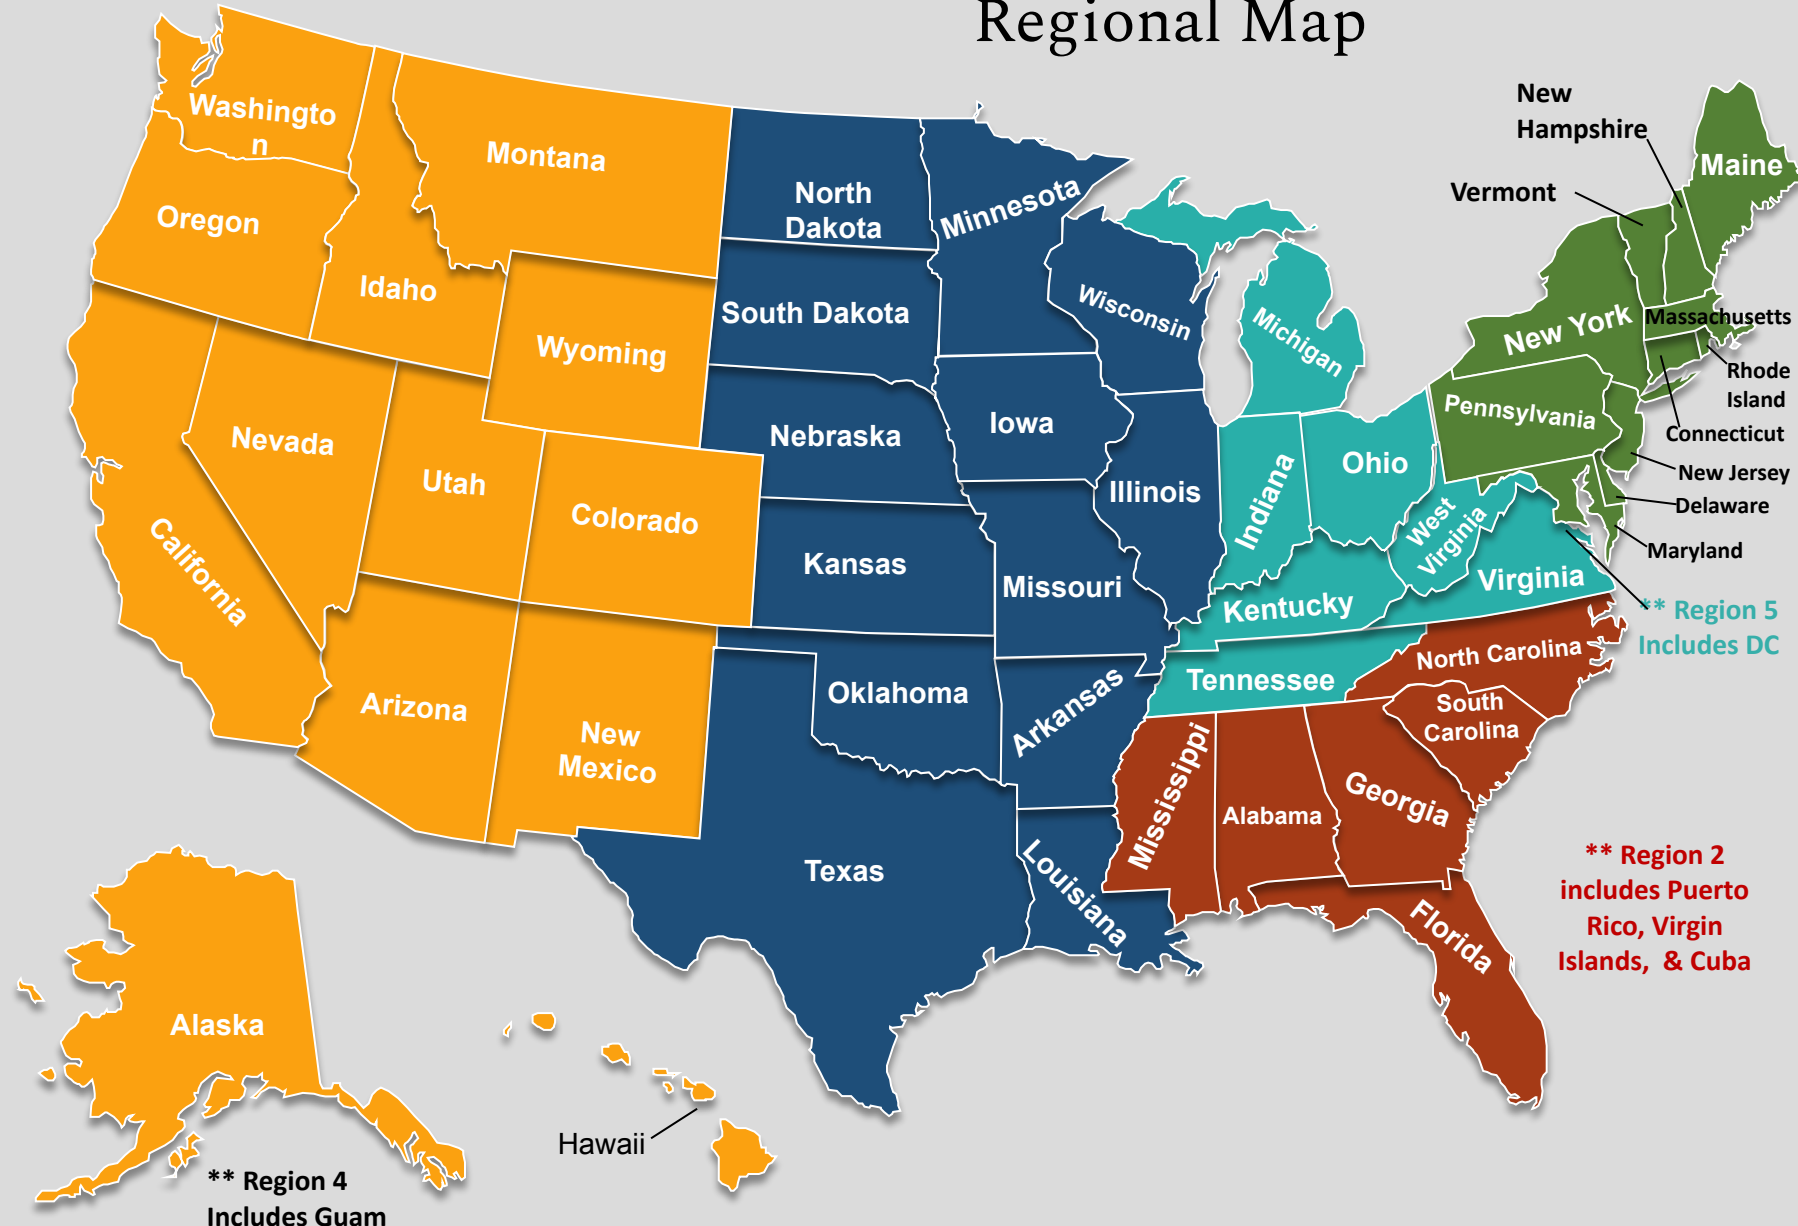 Regional Map
Washingto
n
Montana
Oregon
Idaho
Wyoming
Nevada
Utah
Colorado
California
Arizona
New
Mexico
Alaska
Hawaii
** Region 4
Includes Guam
North
Dakota
Minnesota
South Dakota
Wisconsin
Nebraska
Iowa
Illinois
Kansas
Missouri
Oklahoma
Arkansas
Texas
Louisiana
Michigan
Indiana
Ohio
West
Virginia
Kentucky
Virginia
Tennessee
** Region 5
Includes DC
North Carolina
South
Carolina
Mississippi
Alabama
Georgia
Florida
** Region 2
includes Puerto
Rico, Virgin
Islands, & Cuba
New
Hampshire
Vermont
Maine
New York
Massachusetts
Rhode
Island
Pennsylvania
Connecticut
New Jersey
Delaware
Maryland